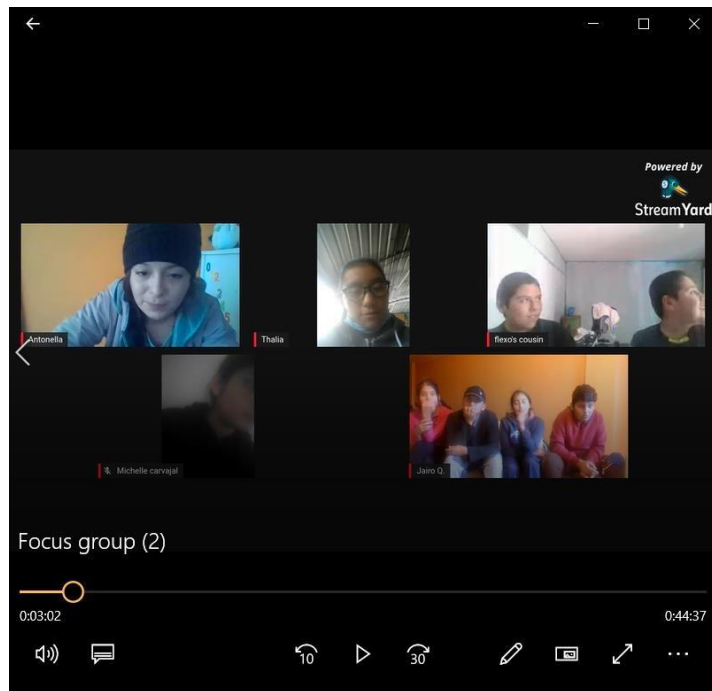 Powered by
StreamYard
Antonella
Thalia
flexo's cousin
Michelle carvajal
Jairo Q.
Focus group (2)
0:03:02
0:44:37
10
30